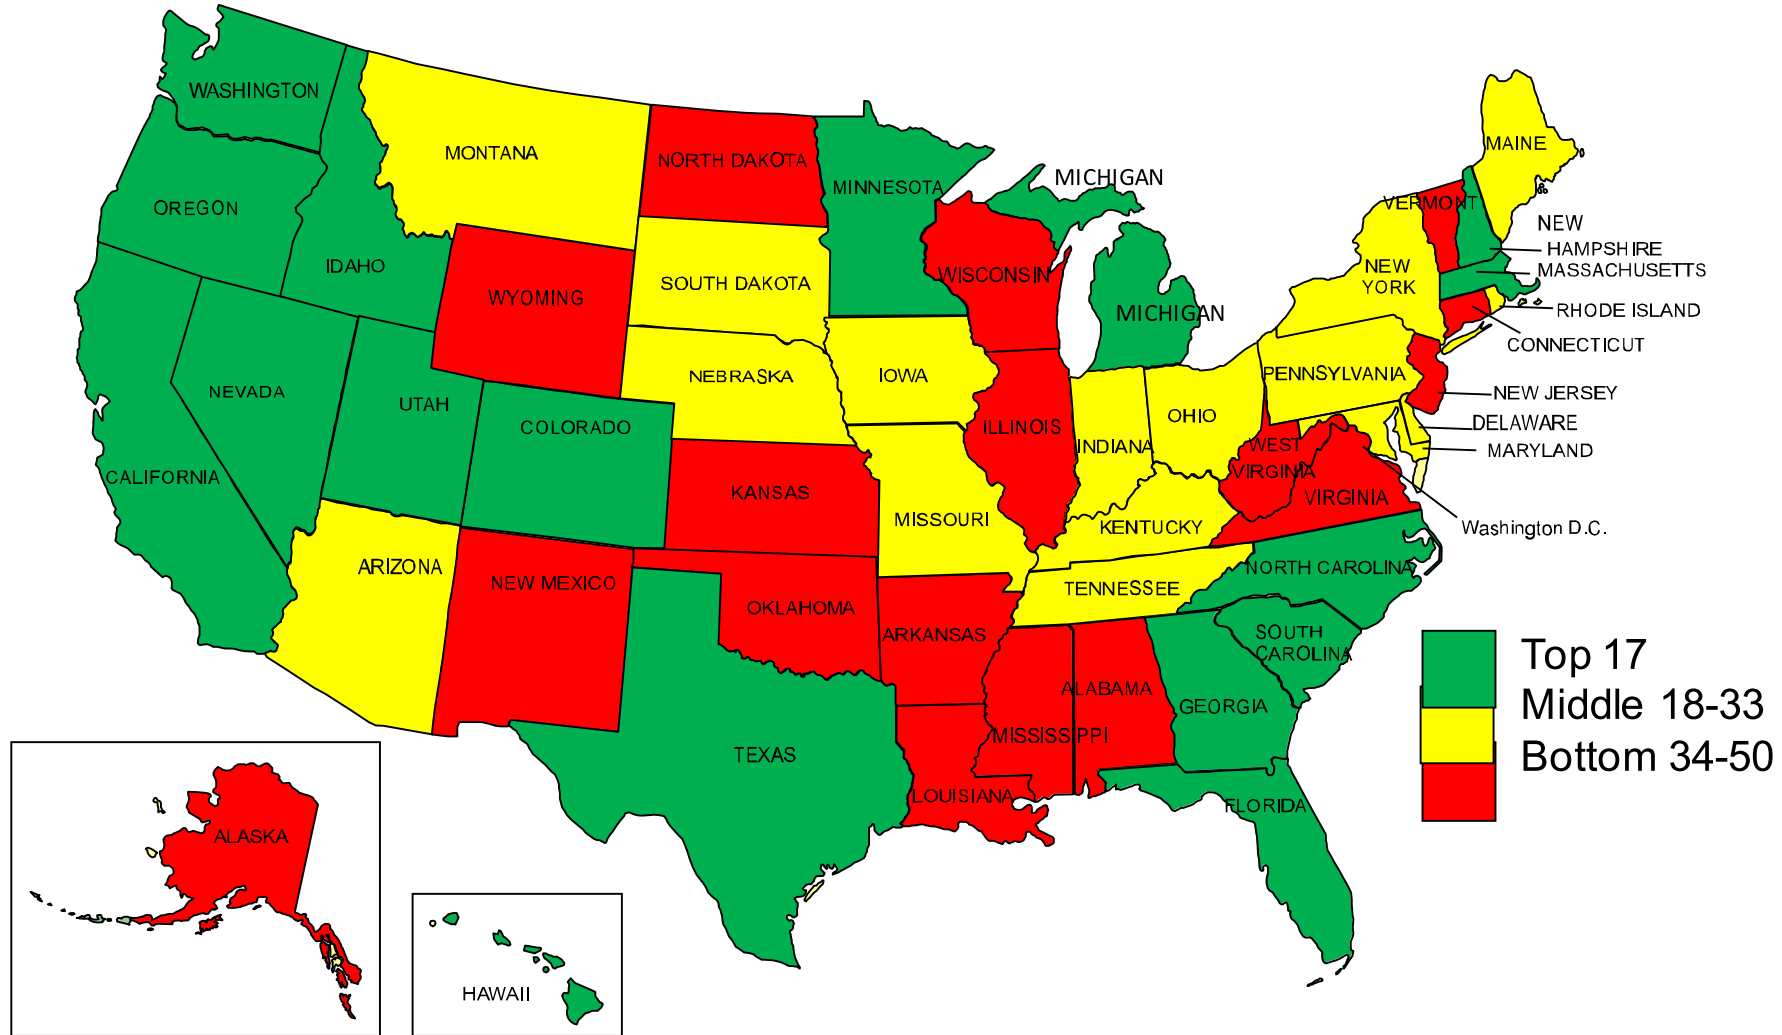 WASHINGTON
MONTANA
NORTH DAKOTA
MINNESOTA
MICHIGAN
MAINE
OREGON
VERMONT
NEW
HAMPSHIRE
IDAHO
WYOMING
SOUTH DAKOTA
WISCONSIN
MICHIGAN
NEW
YORK
MASSACHUSETTS
RHODE ISLAND
CONNECTICUT
NEVADA
UTAH
COLORADO
NEBRASKA
IOWA
ILLINOIS
INDIANA
OHIO
PENNSYLVANIA
NEW JERSEY
DELAWARE
MARYLAND
CALIFORNIA
KANSAS
MISSOURI
KENTUCKY
WEST
VIRGINIA
VIRGINIA
Washington D.C.
ARIZONA
NEW MEXICO
OKLAHOMA
ARKANSAS
TENNESSEE
NORTH CAROLINA
SOUTH
CAROLINA
TEXAS
LOUISIANA
MISSISSIPPI
ALABAMA
GEORGIA
FLORIDA
Top 17
Middle 18-33
Bottom 34-50
ALASKA
HAWAII